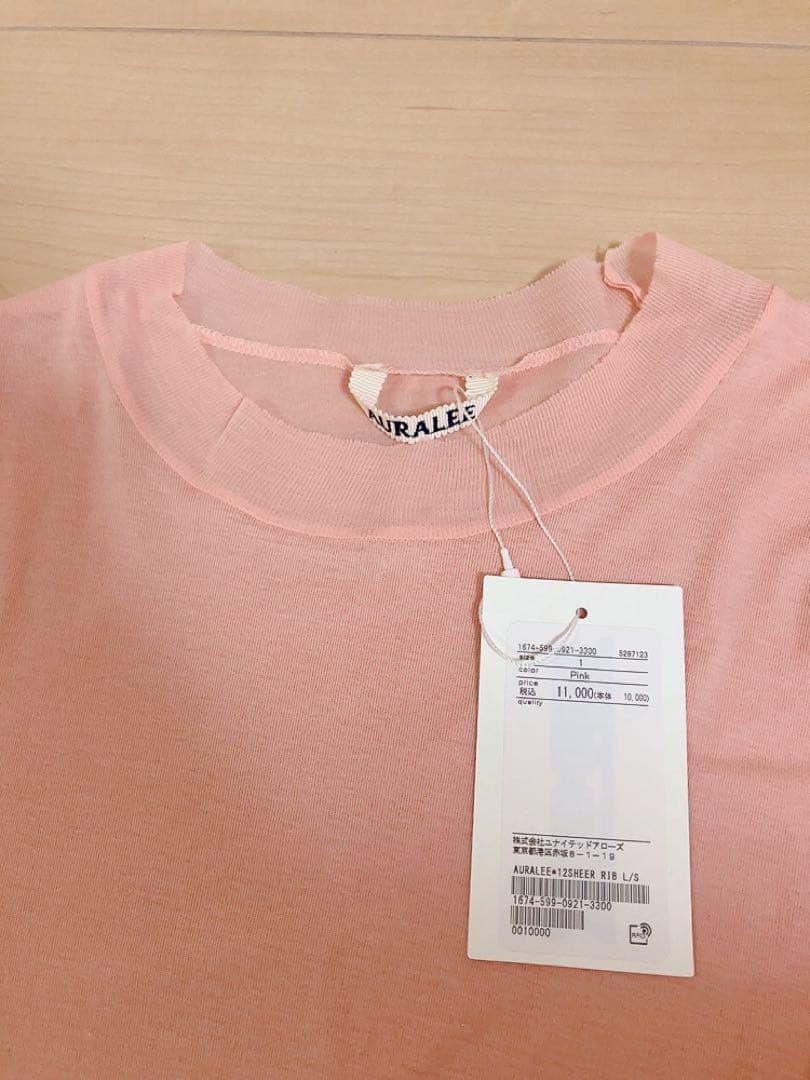 AURALEE
1674-599-0921-3300 5297123
size 1
color Pink
price
税込 11,000(本体 10,000)
quality
株式会社ユナイテッドアローズ
東京都港区赤坂8-1-19
AURALEE*12SHEER RIB L/S
1674-599-0921-3300
0010000